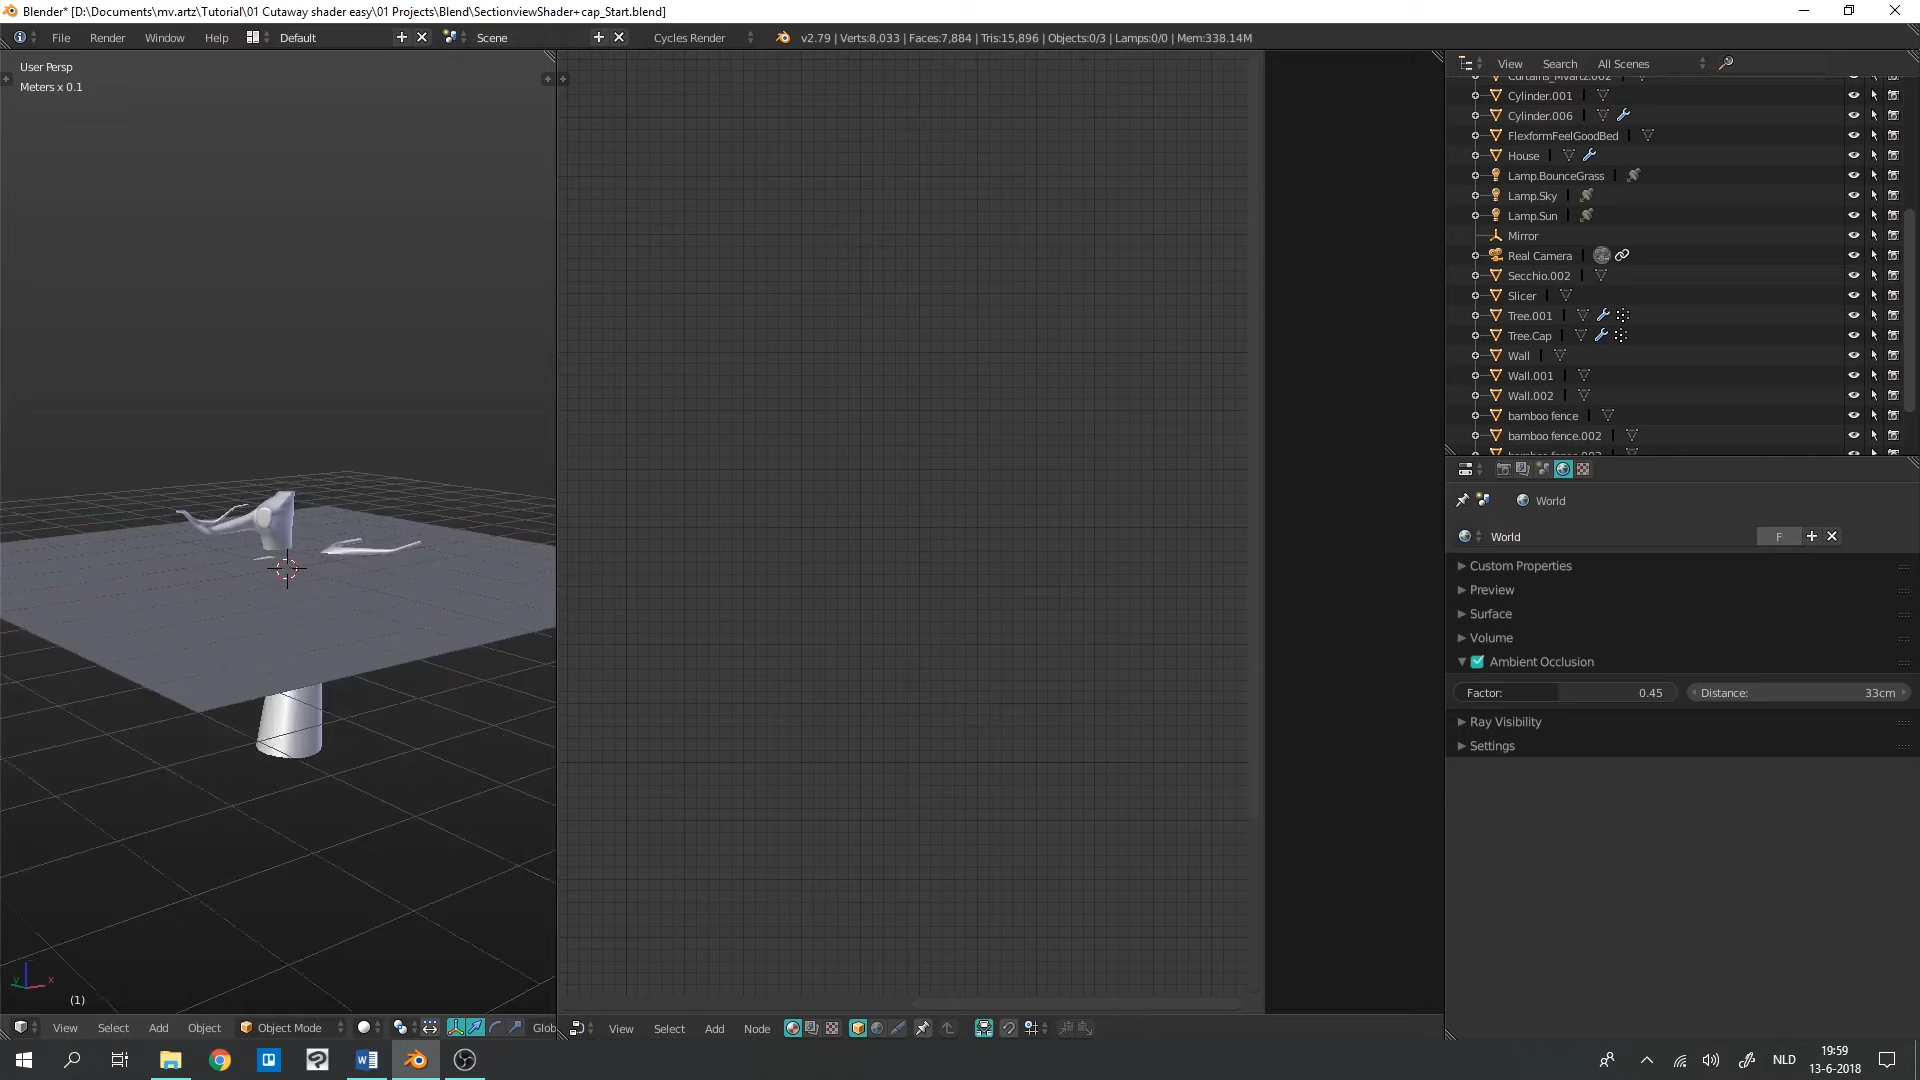 Blender* [D:\Documents\mv.artz\Tutorial\01 Cutaway shader easy\01 Projects\Blend\SectionviewShader+cap_Start.blend]
File Render Window Help Default Scene Cycles Render v2.79 | Verts:8,033 | Faces:7,884 | Tris:15,896 | Objects:0/3 | Lamps:0/0 | Mem:338.14M
User Persp
Meters x 0.1
View Search All Scenes
Cylinder.001
Cylinder.006
FlexformFeelGoodBed
House
Lamp.BounceGrass
Lamp.Sky
Lamp.Sun
Mirror
Real Camera
Secchio.002
Slicer
Tree.001
Tree.Cap
Wall
Wall.001
Wall.002
bamboo fence
bamboo fence.002
World
World F
Custom Properties
Preview
Surface
Volume
Ambient Occlusion
Factor: 0.45 Distance: 33cm
Ray Visibility
Settings
(1)
View Select Add Object Object Mode Glob
View Select Add Node
NLD
19:59
13-6-2018